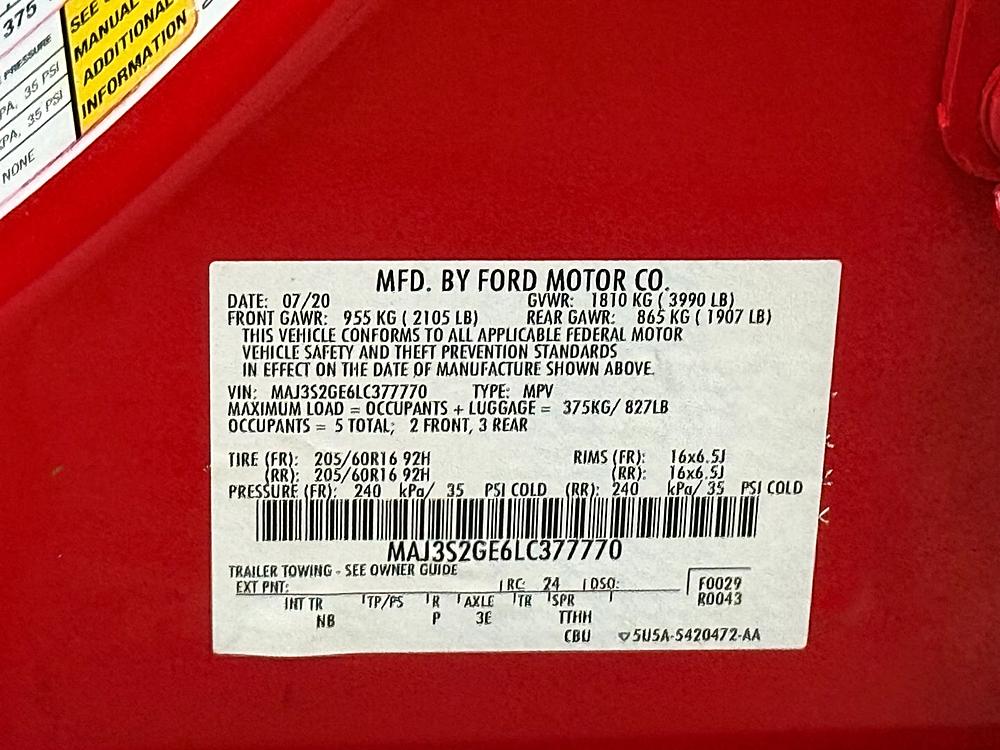 375
SEE
MANUAL
ADDITIONAL
INFORMATION
PRESSURE
KPA, 35 PSI
KPA, 35 PSI
NONE
MFD. BY FORD MOTOR CO.
DATE: 07/20 GVWR: 1810 KG ( 3990 LB)
FRONT GAWR: 955 KG ( 2105 LB) REAR GAWR: 865 KG ( 1907 LB)
THIS VEHICLE CONFORMS TO ALL APPLICABLE FEDERAL MOTOR
VEHICLE SAFETY AND THEFT PREVENTION STANDARDS
IN EFFECT ON THE DATE OF MANUFACTURE SHOWN ABOVE.
VIN: MAJ3S2GE6LC377770 TYPE: MPV
MAXIMUM LOAD = OCCUPANTS + LUGGAGE = 375KG/ 827LB
OCCUPANTS = 5 TOTAL; 2 FRONT, 3 REAR
TIRE (FR): 205/60R16 92H RIMS (FR): 16x6.5J
(RR): 205/60R16 92H (RR): 16x6.5J
PRESSURE (FR): 240 kPa/ 35 PSI COLD (RR): 240 kPa/ 35 PSI COLD
MAJ3S2GE6LC377770
TRAILER TOWING - SEE OWNER GUIDE
EXT PNT: RC: 24 DSO: F0029
R0043
INT TR TP/PS R AXLE TR SPR
NB P 3E TTHH
CBU 5U5A-5420472-AA